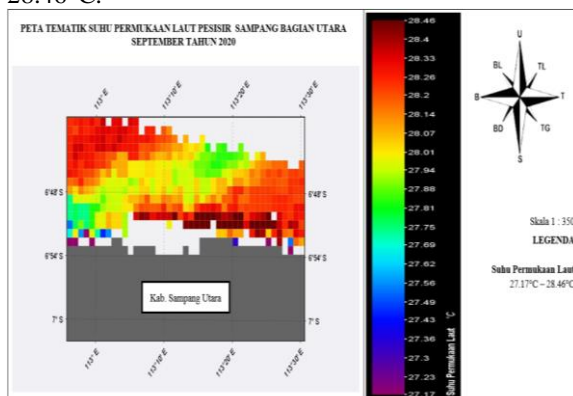 28.46°C.
PETA TEMATIK SUHU PERMUKAAN LAUT PESISIR SAMPANG BAGIAN UTARA
SEPTEMBER TAHUN 2020
113° E
113°10' E
113°20' E
113°30' E
6°48' S
6°48' S
6°54' S
6°54' S
7° S
7° S
Kab. Sampang Utara
113° E
113°10' E
113°20' E
113°30' E
28.46
28.4
28.33
28.26
28.2
28.14
28.07
28.01
27.94
27.88
27.81
27.75
27.69
27.62
27.56
27.49
27.43
27.36
27.3
27.23
27.17
Suhu Permukaan Laut °C
U
BL
TL
B
T
BD
TG
S
Skala 1 : 350
LEGENDA
Suhu Permukaan Laut
27.17°C – 28.46°C